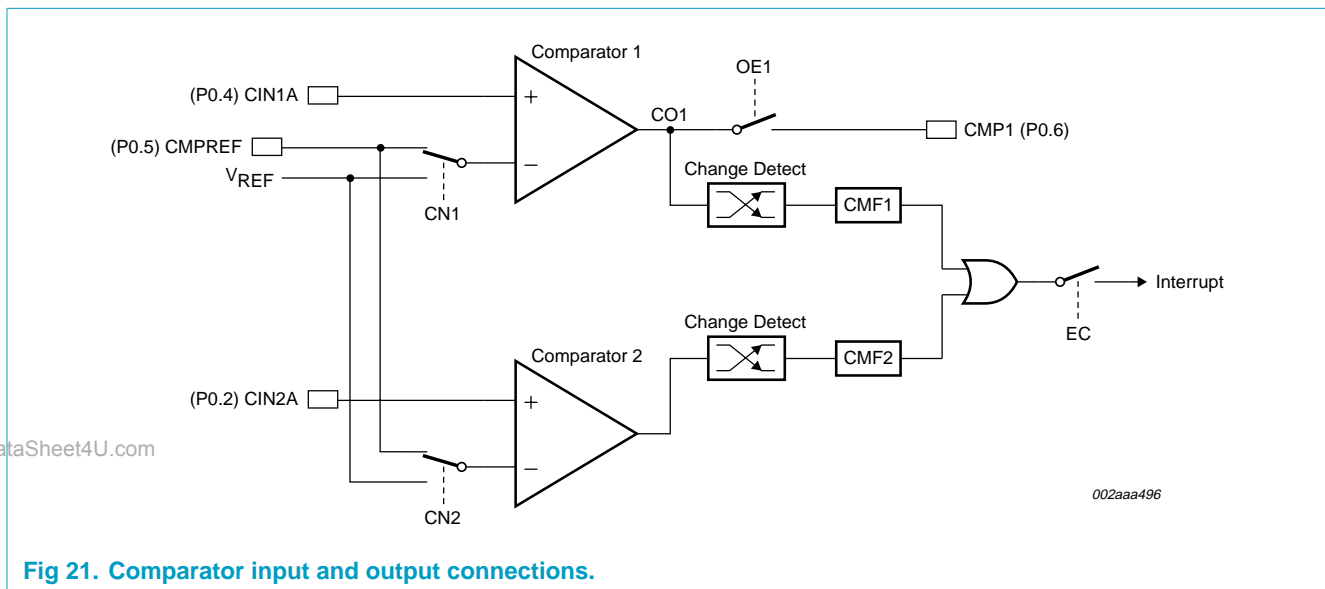 Comparator 1
OE1
(P0.4) CIN1A
+
CO1
CMP1 (P0.6)
(P0.5) CMPREF
−
VREF
Change Detect
CN1
CMF1
Interrupt
EC
Change Detect
Comparator 2
CMF2
(P0.2) CIN2A
+
ataSheet4U.com
−
002aaa496
CN2
Fig 21. Comparator input and output connections.